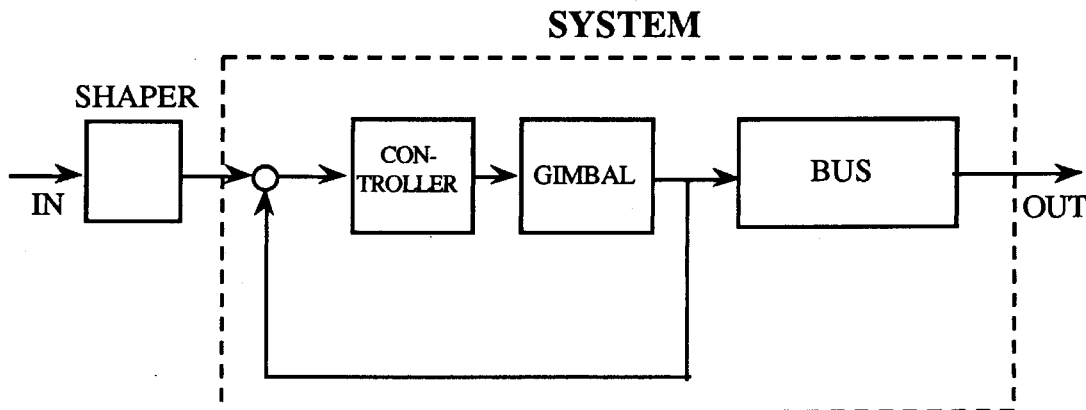 SYSTEM
SHAPER
IN
CON-
TROLLER
GIMBAL
BUS
OUT